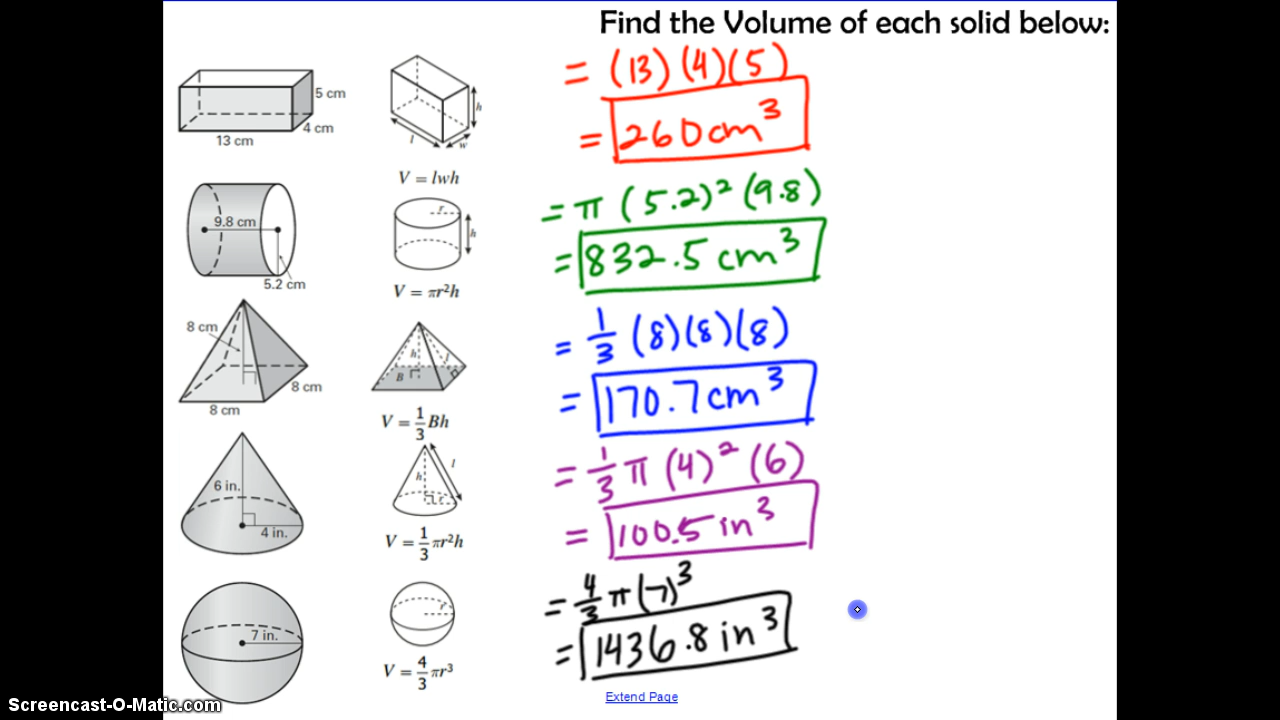 Find the Volume of each solid below:
5 cm
4 cm
13 cm
h
l
w
V = lwh
= (13) (4) (5)
= 260 cm³
9.8 cm
5.2 cm
r
h
V = πr²h
= π (5.2)² (9.8)
= 832.5 cm³
8 cm
8 cm
8 cm
h
l
B
V = 1/3 Bh
= 1/3 (8)(8)(8)
= 170.7 cm³
6 in.
4 in.
l
h
r
V = 1/3 πr²h
= 1/3 π (4)² (6)
= 100.5 in³
7 in.
r
V = 4/3 πr³
= 4/3 π (7)³
= 1436.8 in³
Extend Page
Screencast-O-Matic.com